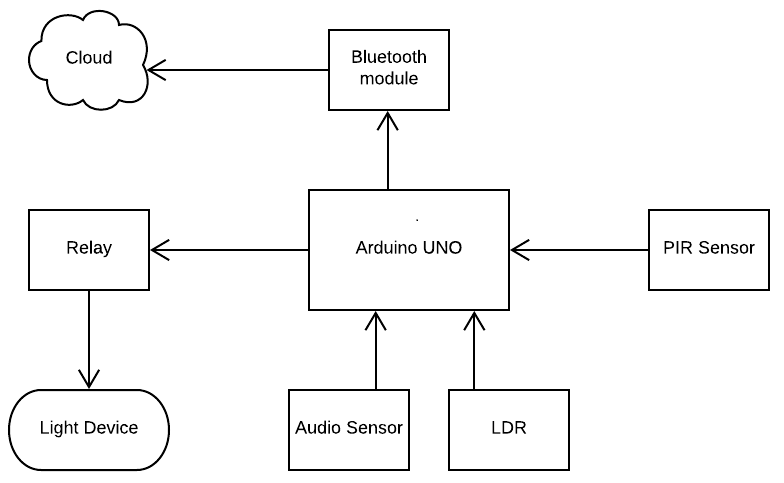 Cloud
Bluetooth
module
Relay
Arduino UNO
PIR Sensor
Light Device
Audio Sensor
LDR